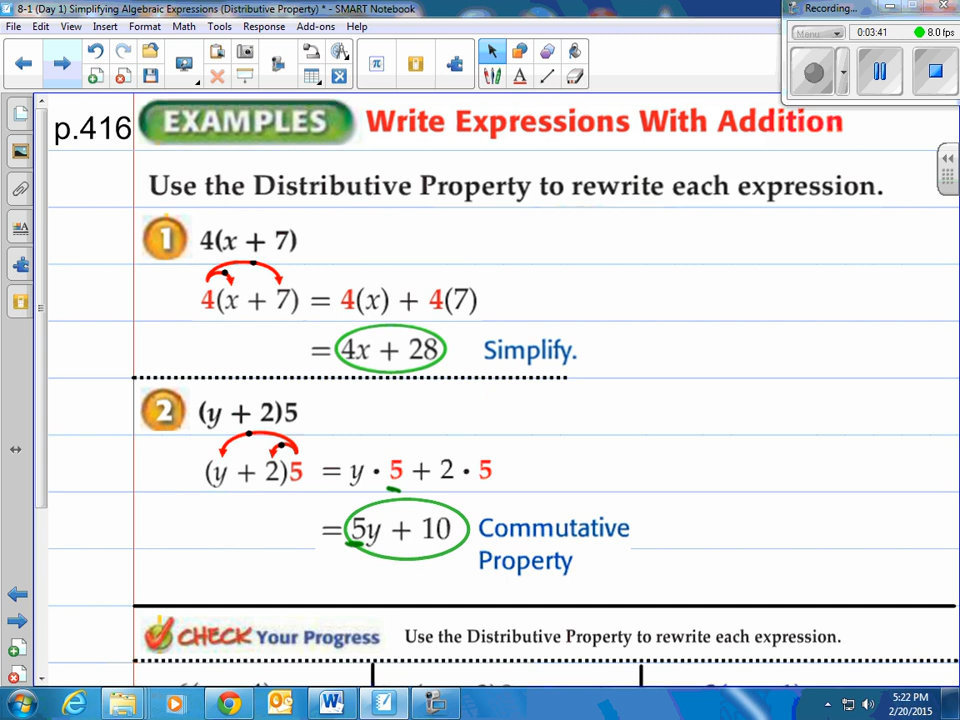 8-1 (Day 1) Simplifying Algebraic Expressions (Distributive Property) * - SMART Notebook
Recording...
File Edit View Insert Format Math Tools Response Add-ons Help
Menu
0:03:41
8.0 fps
p.416
EXAMPLES Write Expressions With Addition
Use the Distributive Property to rewrite each expression.
1 4(x + 7)
4(x + 7) = 4(x) + 4(7)
= 4x + 28 Simplify.
2 (y + 2)5
(y + 2)5 = y • 5 + 2 • 5
= 5y + 10 Commutative
Property
CHECK Your Progress Use the Distributive Property to rewrite each expression.
5:22 PM
2/20/2015